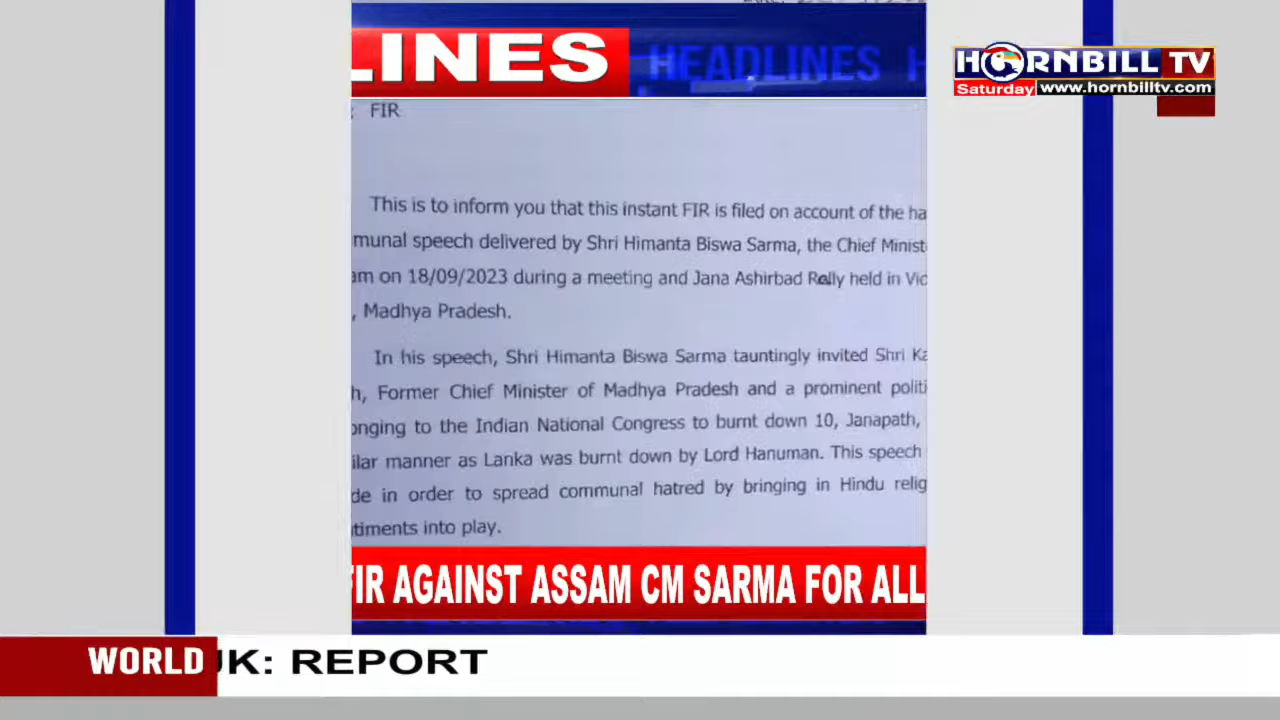 LINES
HEADLINES H
HORNBILL TV
Saturday www.hornbilltv.com
: FIR
This is to inform you that this instant FIR is filed on account of the ha
munal speech delivered by Shri Himanta Biswa Sarma, the Chief Minist
am on 18/09/2023 during a meeting and Jana Ashirbad Rally held in Vid
, Madhya Pradesh.
In his speech, Shri Himanta Biswa Sarma tauntingly invited Shri Ka
h, Former Chief Minister of Madhya Pradesh and a prominent politi
onging to the Indian National Congress to burnt down 10, Janapath,
ilar manner as Lanka was burnt down by Lord Hanuman. This speech
de in order to spread communal hatred by bringing in Hindu relig
timents into play.
FIR AGAINST ASSAM CM SARMA FOR ALL
WORLD UK: REPORT